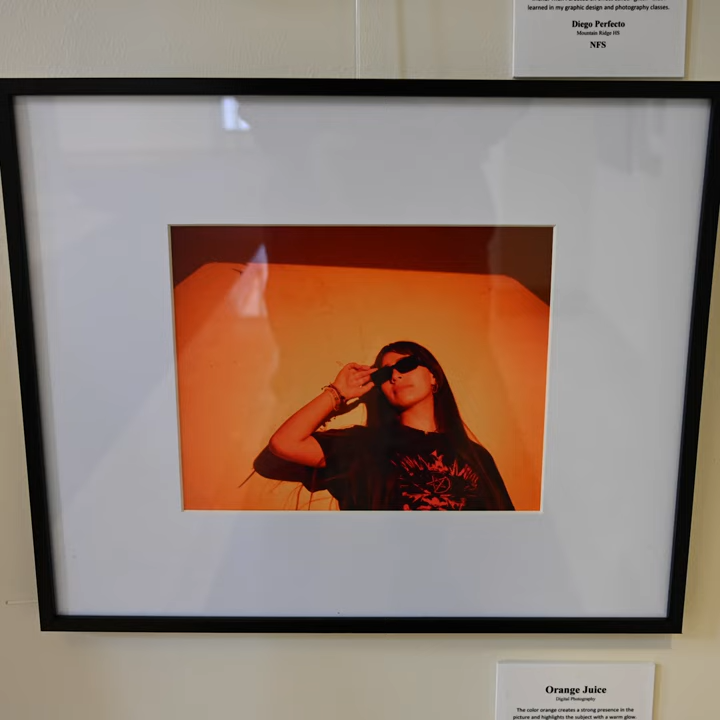 learned in my graphic design and photography classes.
Diego Perfecto
Mountain Ridge HS
NFS
Orange Juice
Digital Photography
The color orange creates a strong presence in the
picture and highlights the subject with a warm glow.